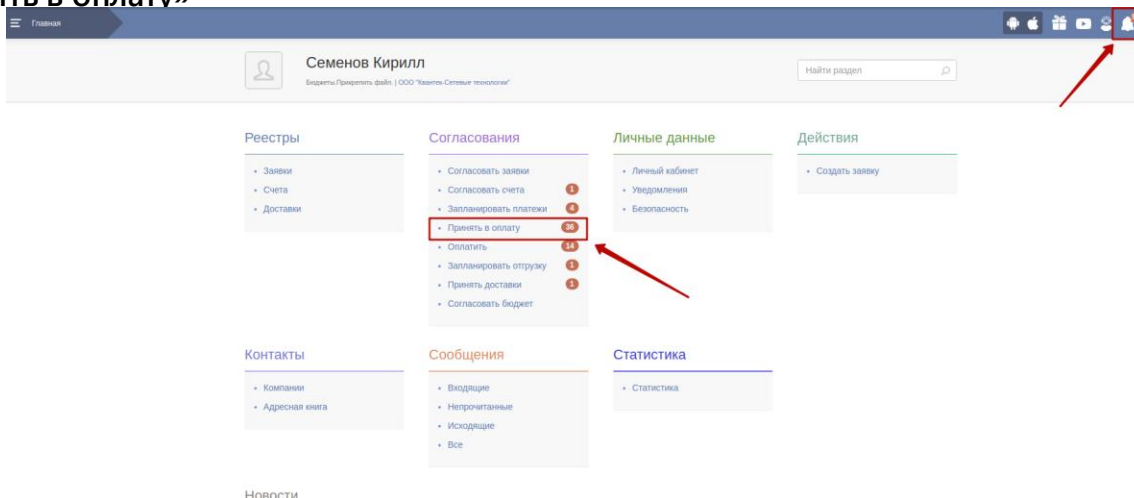 ть в оплату»
Главная
Семенов Кирилл
Бюджеты.Прикрепить файл. | ООО "Квантек-Сетевые технологии"
Найти раздел
Реестры
Согласования
Личные данные
Действия
Заявки
Счета
Доставки
Согласовать заявки
Согласовать счета 1
Запланировать платежи 4
Принять в оплату 36
Оплатить 14
Запланировать отгрузку 1
Принять доставки 1
Согласовать бюджет
Личный кабинет
Уведомления
Безопасность
Создать заявку
Контакты
Сообщения
Статистика
Компании
Адресная книга
Входящие
Непрочитанные
Исходящие
Все
Статистика
Новости